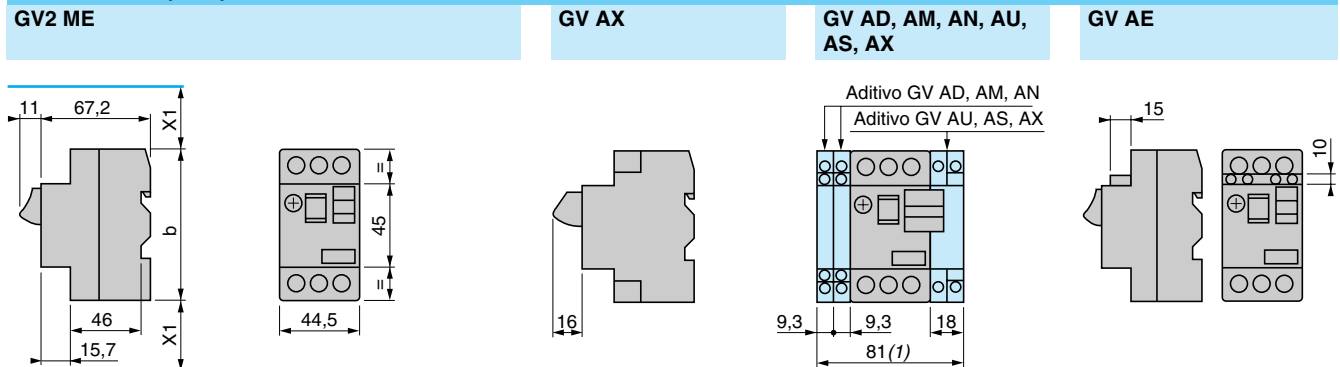 GV2 ME
GV AX
GV AD, AM, AN, AU,
AS, AX
GV AE
11
67,2
X1
b
46
15,7
X1
=
45
=
44,5
16
Aditivo GV AD, AM, AN
Aditivo GV AU, AS, AX
9,3
9,3
18
81(1)
15
10